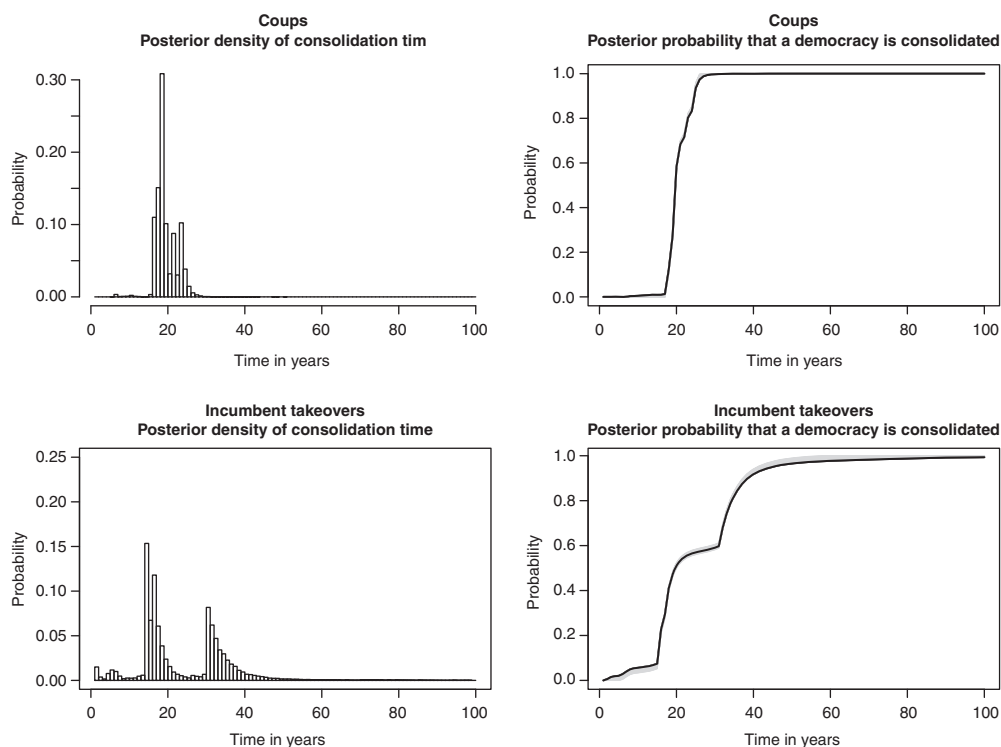 Coups
Posterior density of consolidation tim
0.30
0.20
0.10
0.00
Probability
0 20 40 60 80 100
Time in years
Coups
Posterior probability that a democracy is consolidated
1.0
0.8
0.6
0.4
0.2
0.0
Probability
0 20 40 60 80 100
Time in years
Incumbent takeovers
Posterior density of consolidation time
0.25
0.20
0.15
0.10
0.05
0.00
Probability
0 20 40 60 80 100
Time in years
Incumbent takeovers
Posterior probability that a democracy is consolidated
1.0
0.8
0.6
0.4
0.2
0.0
Probability
0 20 40 60 80 100
Time in years